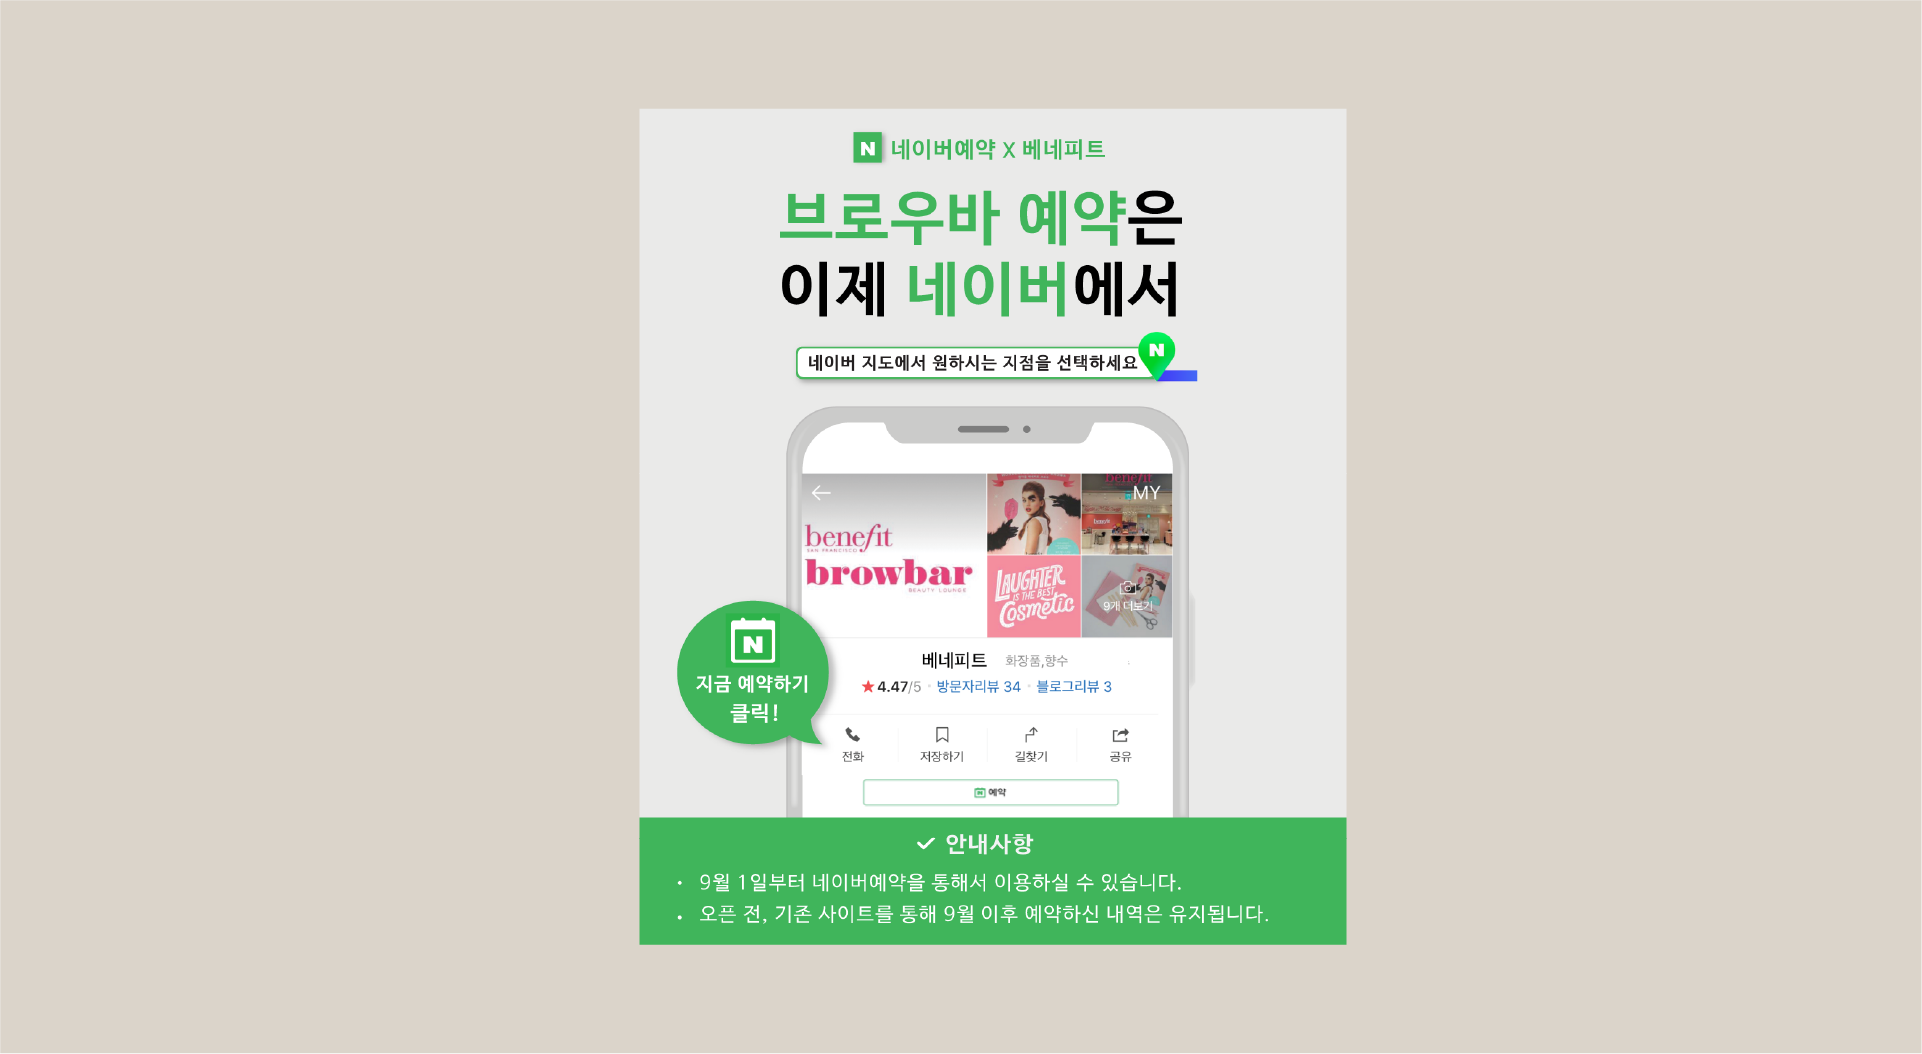 N 네이버예약 X 베네피트
브로우바 예약은
이제 네이버에서
네이버 지도에서 원하시는 지점을 선택하세요
N
MY
benefit
SAN FRANCISCO
browbar
BEAUTY LOUNGE
benefit
LAUGHTER
IS THE BEST
Cosmetic
9개 더보기
N
지금 예약하기
클릭!
베네피트 화장품,향수
4.47/5 · 방문자리뷰 34 · 블로그리뷰 3
전화 저장하기 길찾기 공유
N 예약
안내사항
• 9월 1일부터 네이버예약을 통해서 이용하실 수 있습니다.
• 오픈 전, 기존 사이트를 통해 9월 이후 예약하신 내역은 유지됩니다.